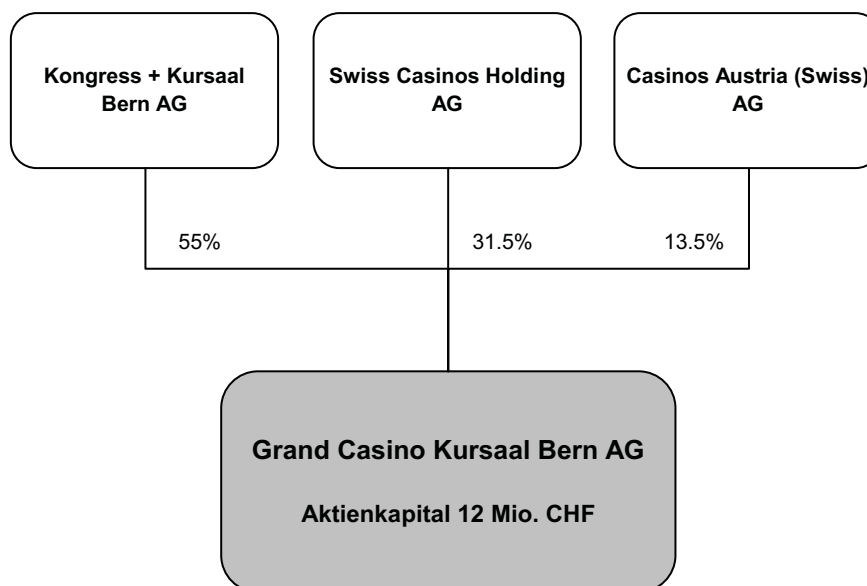 Kongress + Kursaal
Bern AG
Swiss Casinos Holding
AG
Casinos Austria (Swiss)
AG
55%
31.5%
13.5%
Grand Casino Kursaal Bern AG
Aktienkapital 12 Mio. CHF